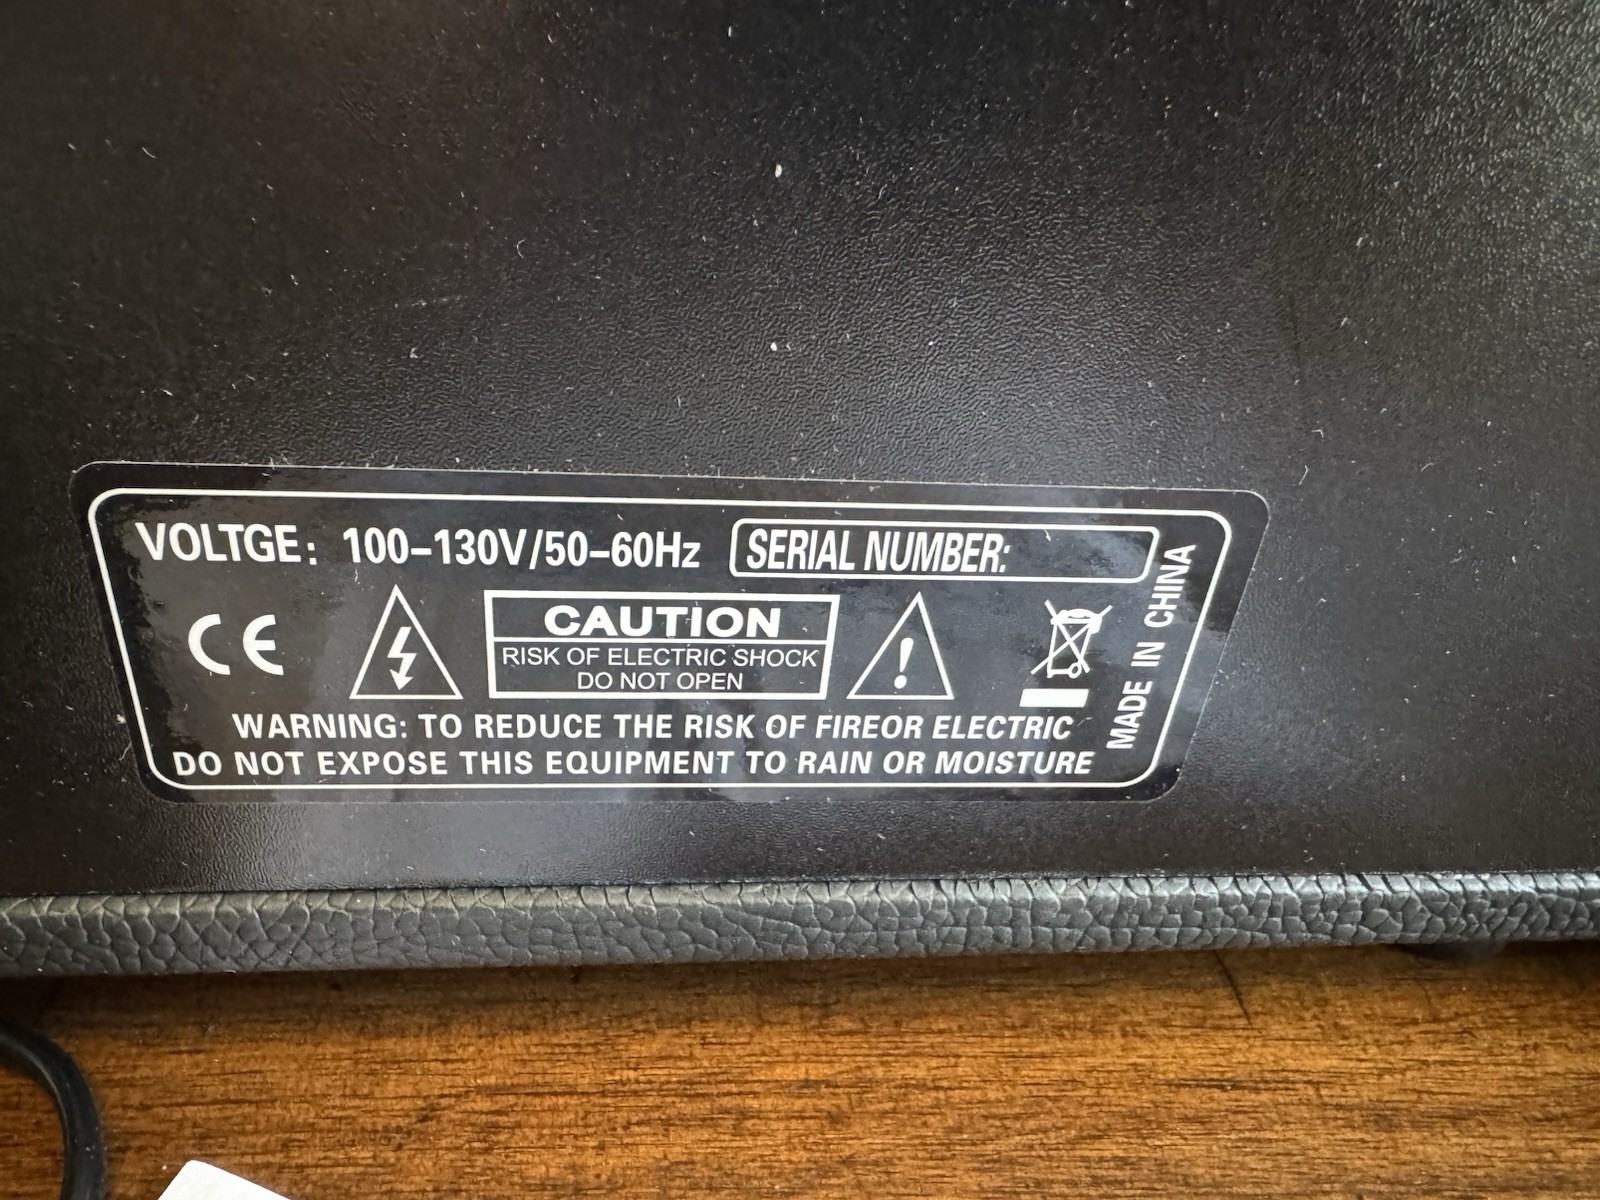 VOLTGE: 100-130V/50-60Hz
SERIAL NUMBER:
CE
CAUTION
RISK OF ELECTRIC SHOCK
DO NOT OPEN
WARNING: TO REDUCE THE RISK OF FIREOR ELECTRIC
DO NOT EXPOSE THIS EQUIPMENT TO RAIN OR MOISTURE
MADE IN CHINA